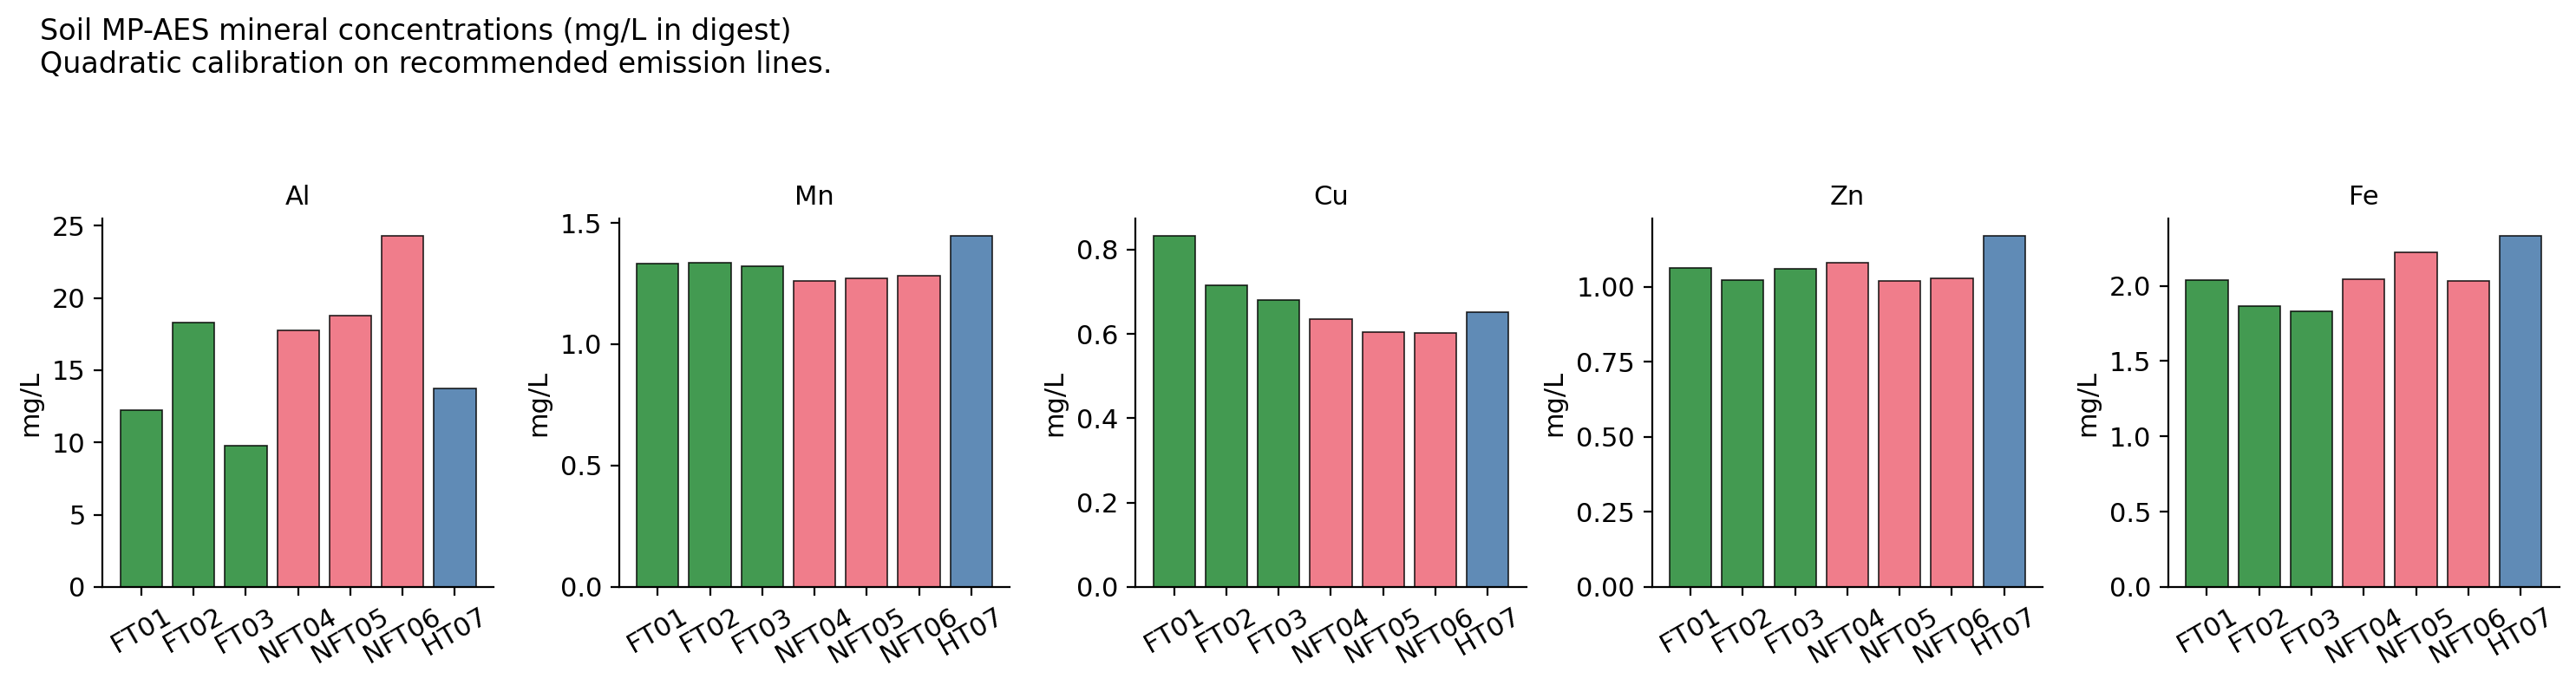 Soil MP-AES mineral concentrations (mg/L in digest)
Quadratic calibration on recommended emission lines.
Al
25
20
15
10
5
0
mg/L
FT01
FT02
FT03
NFT04
NFT05
NFT06
HT07
Mn
1.5
1.0
0.5
0.0
mg/L
FT01
FT02
FT03
NFT04
NFT05
NFT06
HT07
Cu
0.8
0.6
0.4
0.2
0.0
mg/L
FT01
FT02
FT03
NFT04
NFT05
NFT06
HT07
Zn
1.00
0.75
0.50
0.25
0.00
mg/L
FT01
FT02
FT03
NFT04
NFT05
NFT06
HT07
Fe
2.0
1.5
1.0
0.5
0.0
mg/L
FT01
FT02
FT03
NFT04
NFT05
NFT06
HT07